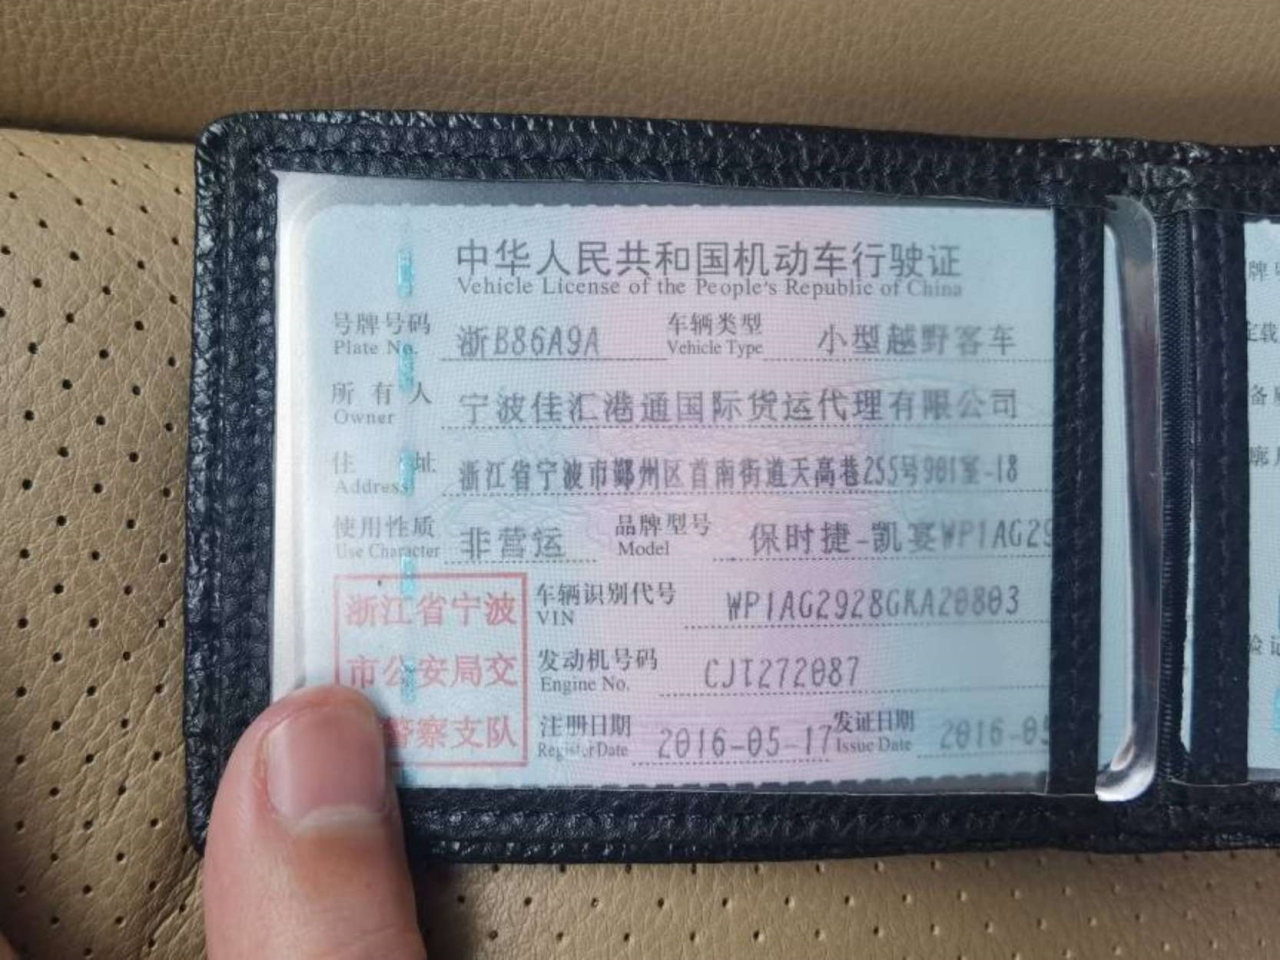 中华人民共和国机动车行驶证
Vehicle License of the People's Republic of China
号牌号码 浙B86A9A 车辆类型 小型越野客车
Plate No. Vehicle Type
所有人 宁波佳汇港通国际货运代理有限公司
Owner
住址 浙江省宁波市鄞州区首南街道天高巷255号901室-18
Address
使用性质 非营运 品牌型号 保时捷-凯宴WP1AG29
Use Character Model
浙江省宁波
市公安局交
警察支队
车辆识别代号 WP1AG2928GKA20803
VIN
发动机号码 CJT272087
Engine No.
注册日期 2016-05-17 发证日期 2016-05
Register Date Issue Date